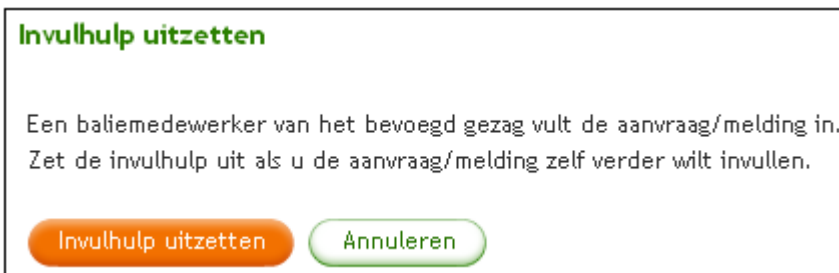 Invulhulp uitzetten
Een baliemedewerker van het bevoegd gezag vult de aanvraag/melding in.
Zet de invulhulp uit als u de aanvraag/melding zelf verder wilt invullen.
Invulhulp uitzetten Annuleren